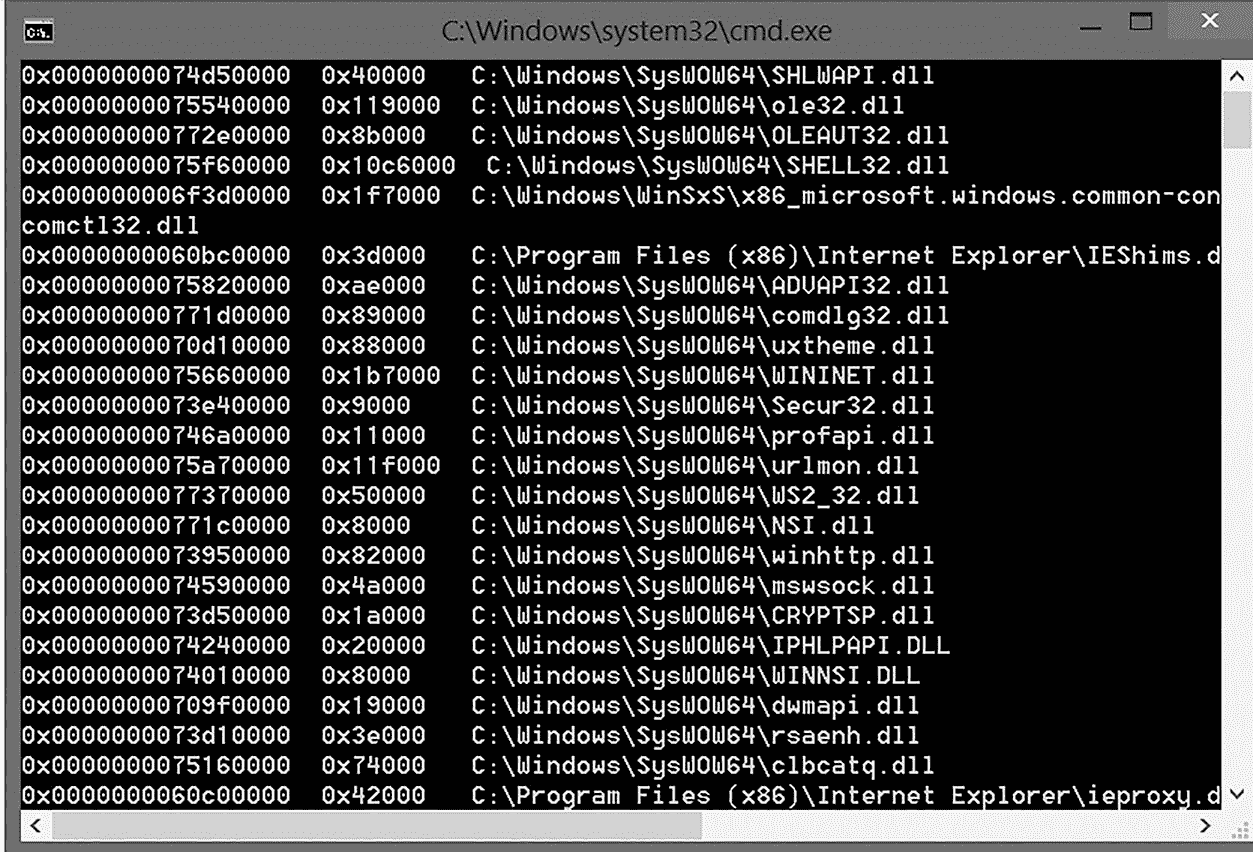 C:\Windows\system32\cmd.exe
0x0000000074d50000  0x40000   C:\Windows\SysWOW64\SHLWAPI.dll
0x0000000075540000  0x119000  C:\Windows\SysWOW64\ole32.dll
0x00000000772e0000  0x8b000   C:\Windows\SysWOW64\OLEAUT32.dll
0x0000000075f60000  0x10c6000  C:\Windows\SysWOW64\SHELL32.dll
0x000000006f3d0000  0x1f7000  C:\Windows\WinSxS\x86_microsoft.windows.common-con
comctl32.dll
0x0000000060bc0000  0x3d000   C:\Program Files (x86)\Internet Explorer\IEShims.d
0x0000000075820000  0xae000   C:\Windows\SysWOW64\ADVAPI32.dll
0x00000000771d0000  0x89000   C:\Windows\SysWOW64\comdlg32.dll
0x0000000070d10000  0x88000   C:\Windows\SysWOW64\uxtheme.dll
0x0000000075660000  0x1b7000  C:\Windows\SysWOW64\WININET.dll
0x0000000073e40000  0x9000    C:\Windows\SysWOW64\Secur32.dll
0x00000000746a0000  0x11000   C:\Windows\SysWOW64\profapi.dll
0x0000000075a70000  0x11f000  C:\Windows\SysWOW64\urlmon.dll
0x0000000077370000  0x50000   C:\Windows\SysWOW64\WS2_32.dll
0x00000000771c0000  0x8000    C:\Windows\SysWOW64\NSI.dll
0x0000000073950000  0x82000   C:\Windows\SysWOW64\winhttp.dll
0x0000000074590000  0x4a000   C:\Windows\SysWOW64\mswsock.dll
0x0000000073d50000  0x1a000   C:\Windows\SysWOW64\CRYPTSP.dll
0x0000000074240000  0x20000   C:\Windows\SysWOW64\IPHLPAPI.DLL
0x0000000074010000  0x8000    C:\Windows\SysWOW64\WINNSI.DLL
0x00000000709f0000  0x19000   C:\Windows\SysWOW64\dwmapi.dll
0x0000000073d10000  0x3e000   C:\Windows\SysWOW64\rsaenh.dll
0x0000000075160000  0x74000   C:\Windows\SysWOW64\clbcatq.dll
0x0000000060c00000  0x42000   C:\Program Files (x86)\Internet Explorer\ieproxy.d